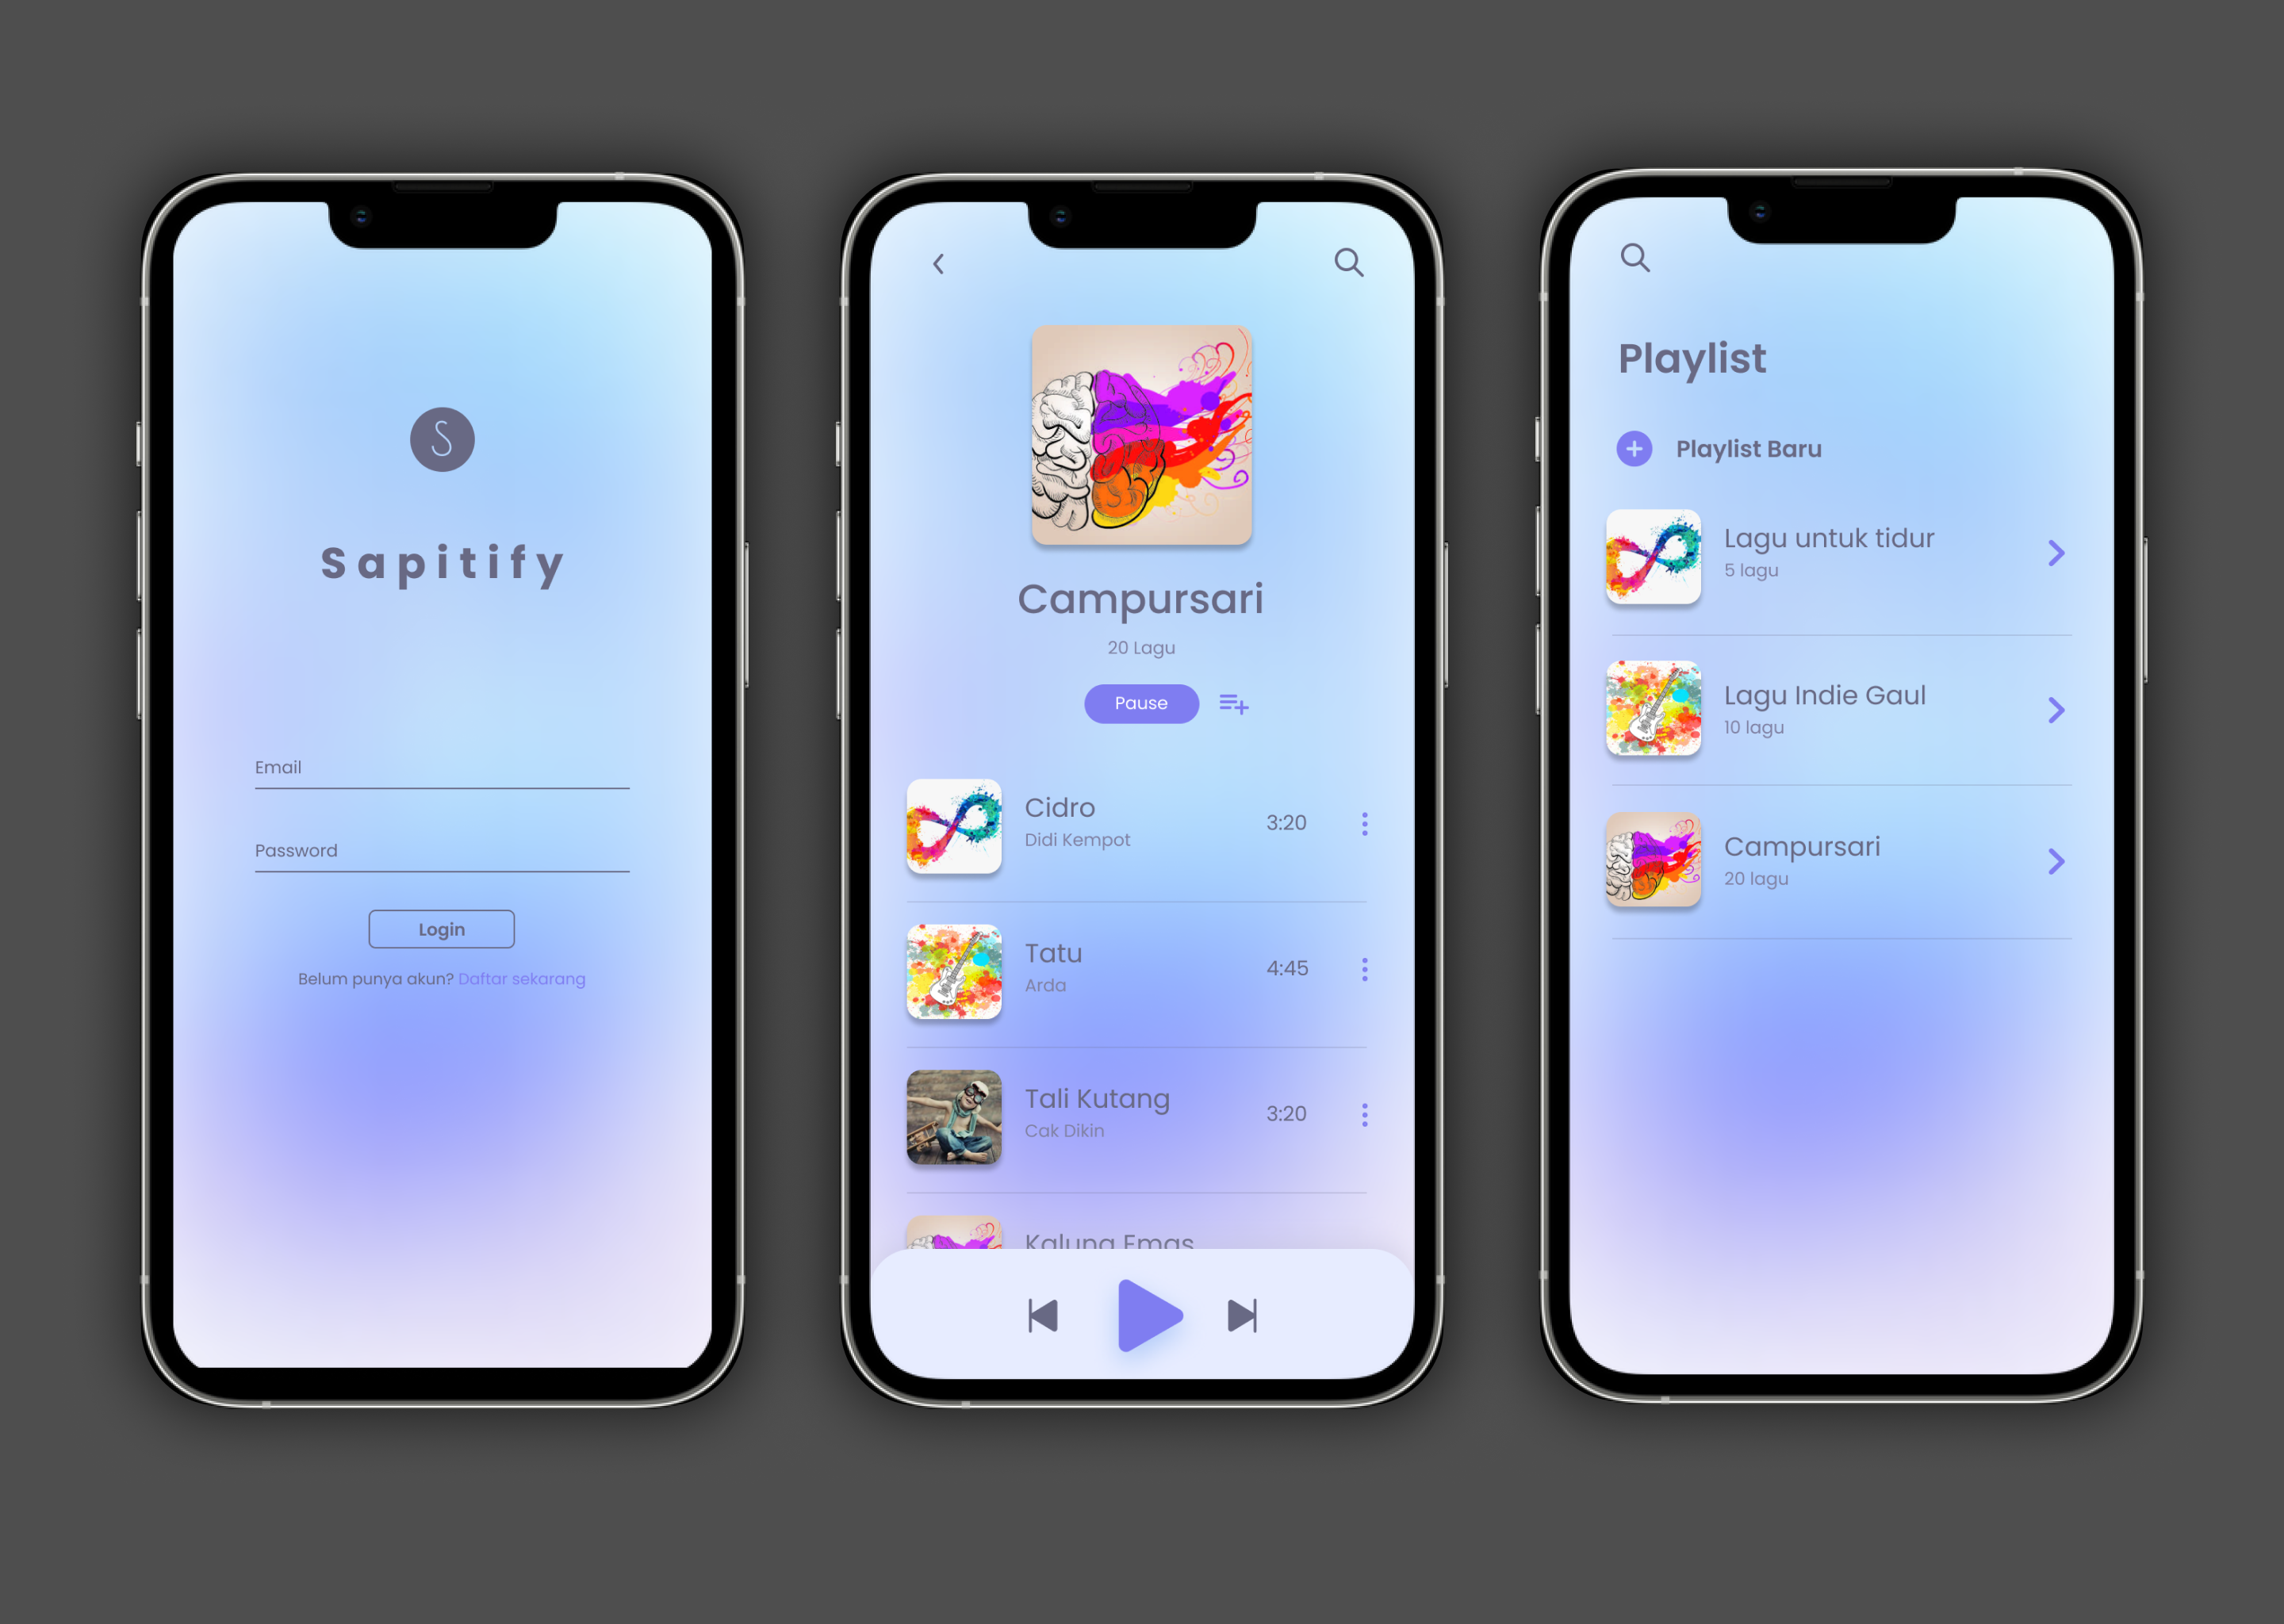 S
Sapitify
Email
Password
Login
Belum punya akun? Daftar sekarang
Campursari
20 Lagu
Pause
Cidro
Didi Kempot
3:20
Tatu
Arda
4:45
Tali Kutang
Cak Dikin
3:20
Kalung Emas
Playlist
Playlist Baru
Lagu untuk tidur
5 lagu
Lagu Indie Gaul
10 lagu
Campursari
20 lagu